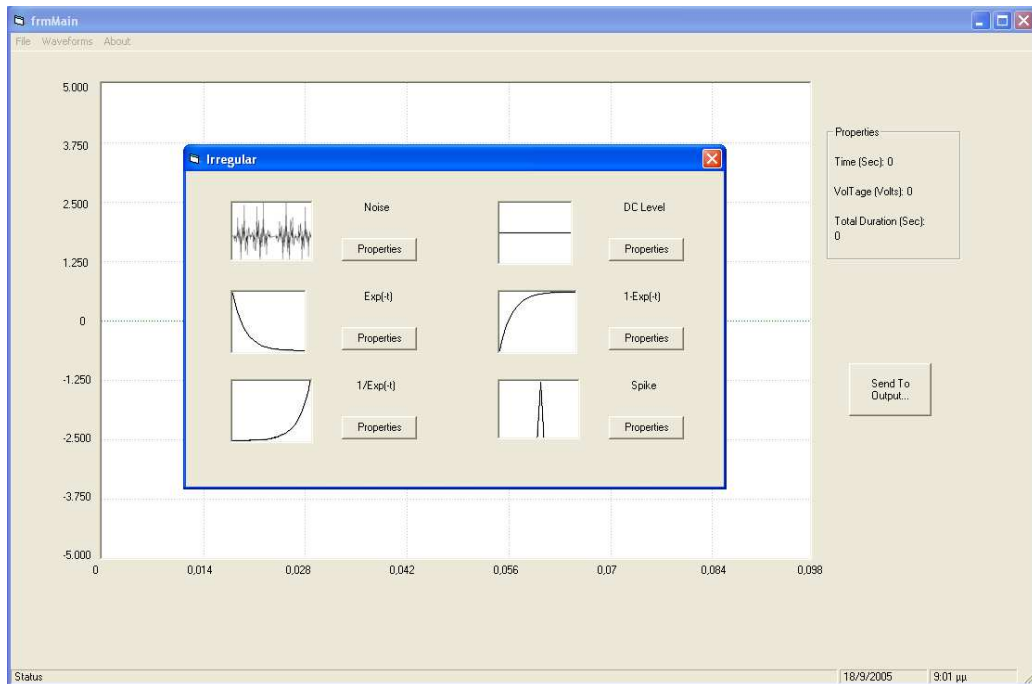 frmMain
File Waveforms About
5.000
3.750
2.500
1.250
0
-1.250
-2.500
-3.750
-5.000
0 0,014 0,028 0,042 0,056 0,07 0,084 0,098
Irregular
Noise
Properties
DC Level
Properties
Exp(-t)
Properties
1-Exp(-t)
Properties
1/Exp(-t)
Properties
Spike
Properties
Properties
Time (Sec): 0
VolTage (Volts): 0
Total Duration (Sec):
0
Send To
Output...
Status 18/9/2005 9:01 μμ